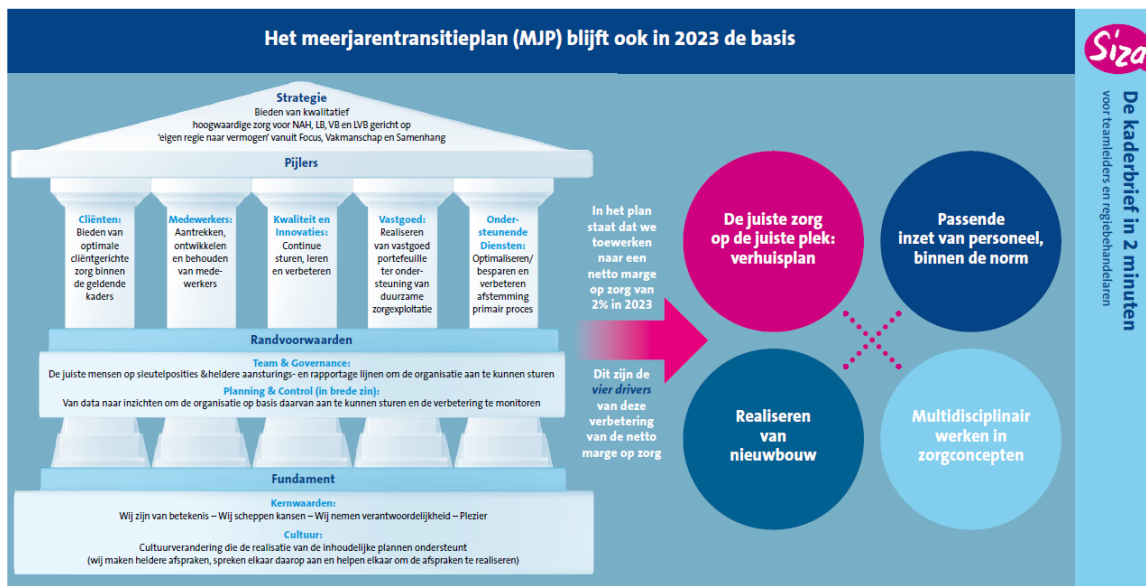 Het meerjarentransitieplan (MJP) blijft ook in 2023 de basis
Strategie
Bieden van kwalitatief
hoogwaardige zorg voor NAH, LB, VB en LVB gericht op
'eigen regie naar vermogen' vanuit Focus, Vakmanschap en Samenhang
Pijlers
Cliënten:
Bieden van
optimale
cliëntgerichte
zorg binnen
de geldende
kaders
Medewerkers:
Aantrekken,
ontwikkelen
en behouden
van mede-
werkers
Kwaliteit en
Innovaties:
Continue
sturen, leren
en verbeteren
Vastgoed:
Realiseren
van vastgoed
portefeuille
ter onder-
steuning van
duurzame
zorgexploitatie
Onder-
steunende
Diensten:
Optimaliseren/
besparen en
verbeteren
afstemming
primair proces
Randvoorwaarden
Team & Governance:
De juiste mensen op sleutelposities &heldere aansturings- en rapportage lijnen om de organisatie aan te kunnen sturen
Planning & Control (in brede zin):
Van data naar inzichten om de organisatie op basis daarvan aan te kunnen sturen en de verbetering te monitoren
Fundament
Kernwaarden:
Wij zijn van betekenis – Wij scheppen kansen – Wij nemen verantwoordelijkheid – Plezier
Cultuur:
Cultuurverandering die de realisatie van de inhoudelijke plannen ondersteunt
(wij maken heldere afspraken, spreken elkaar daarop aan en helpen elkaar om de afspraken te realiseren)
In het plan
staat dat we
toewerken
naar een
netto marge
op zorg van
2% in 2023
Dit zijn de
vier drivers
van deze
verbetering
van de netto
marge op zorg
De juiste zorg
op de juiste plek:
verhuisplan
Passende
inzet van personeel,
binnen de norm
Realiseren
van
nieuwbouw
Multidisciplinair
werken in
zorgconcepten
Siza
De kaderbrief in 2 minuten
voor teamleiders en regiebehandelaren